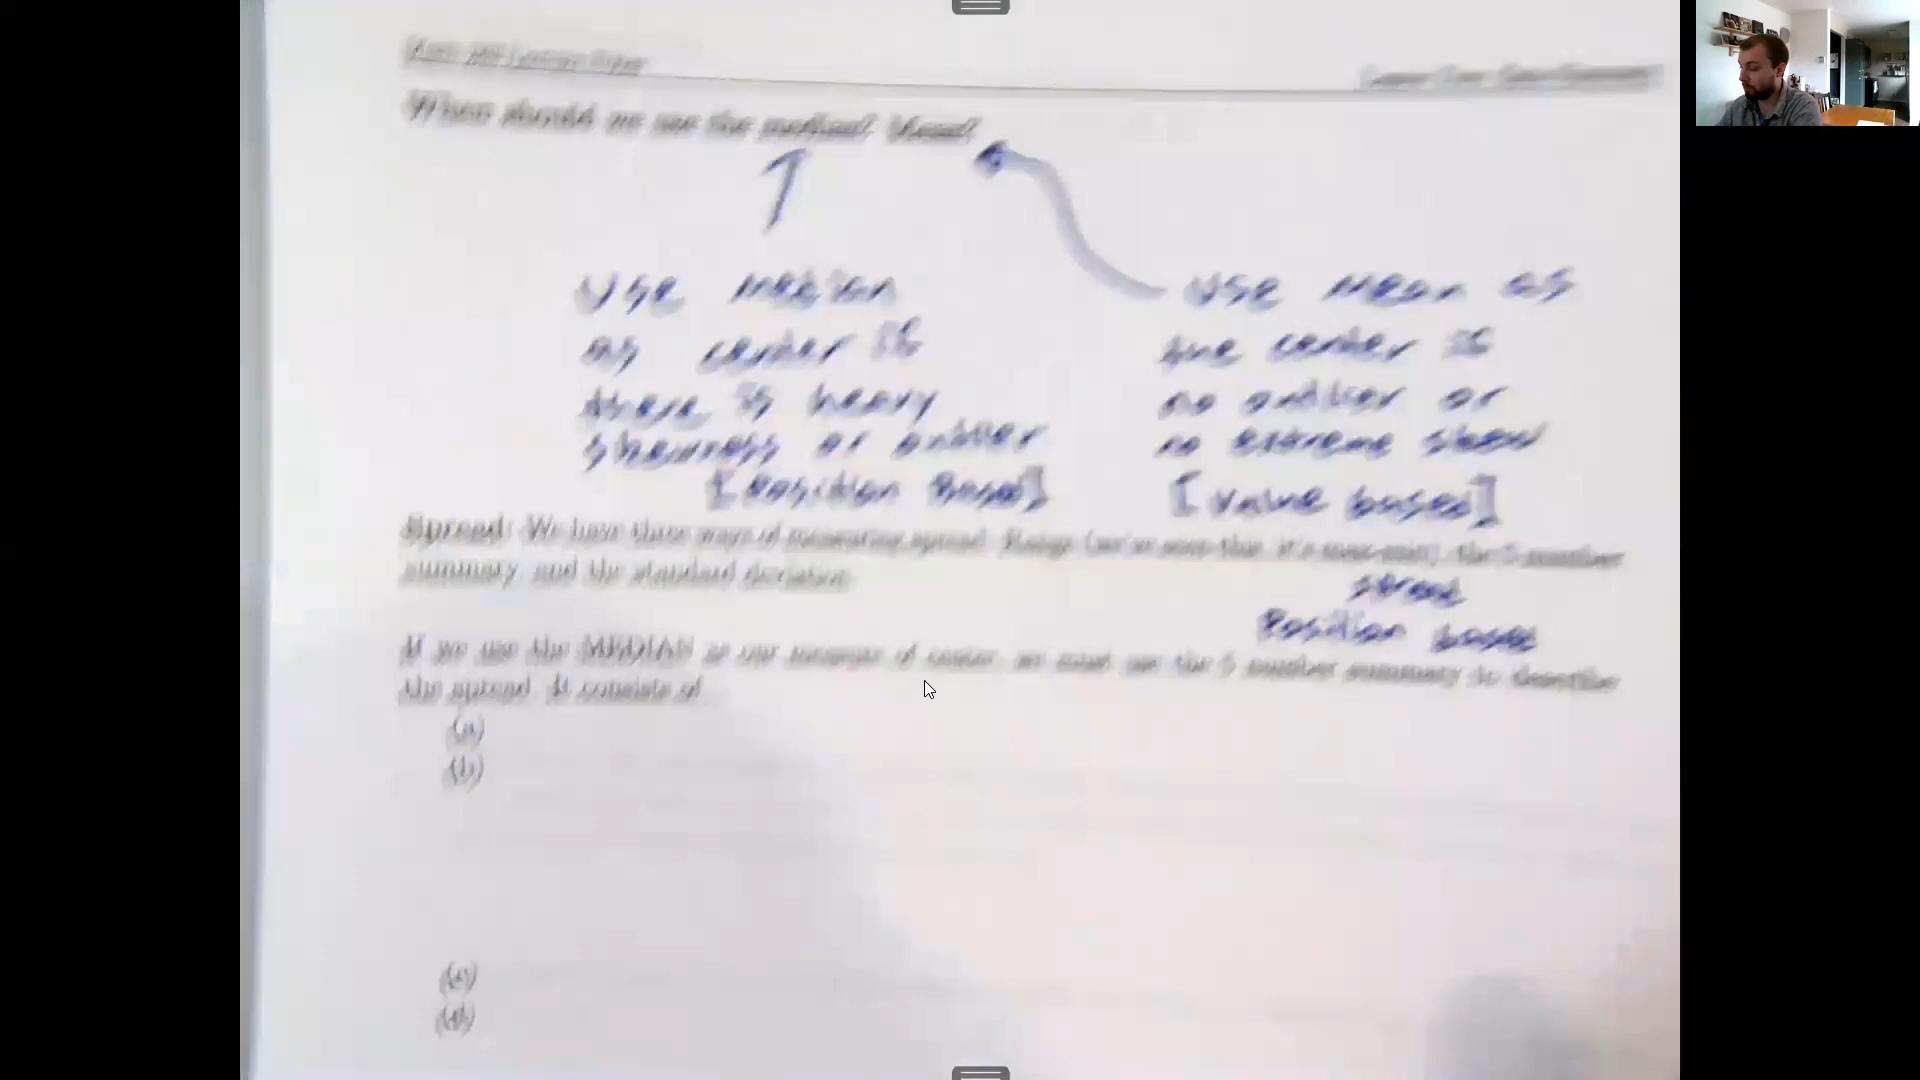 When should we use the median? Mean?
Use Median
as center if
there is heavy
skewness or outlier
[Position Based]
Use Mean as
the center if
no outlier or
no extreme skew
[Value based]
Spread: We have three ways of measuring spread. Range (we've seen this, it's max-min), the 5 number
summary, and the standard deviation.
Spread
Position based
If we use the MEDIAN as our measure of center, we must use the 5 number summary to describe
the spread. It consists of
(a)
(b)
(c)
(d)